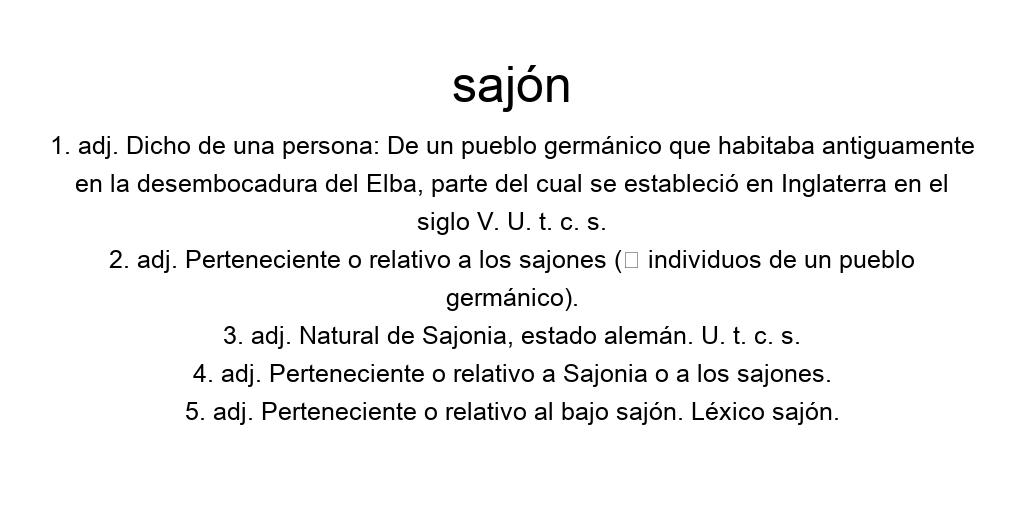 sajón
1. adj. Dicho de una persona: De un pueblo germánico que habitaba antiguamente
en la desembocadura del Elba, parte del cual se estableció en Inglaterra en el
siglo V. U. t. c. s.
2. adj. Perteneciente o relativo a los sajones (□ individuos de un pueblo
germánico).
3. adj. Natural de Sajonia, estado alemán. U. t. c. s.
4. adj. Perteneciente o relativo a Sajonia o a los sajones.
5. adj. Perteneciente o relativo al bajo sajón. Léxico sajón.